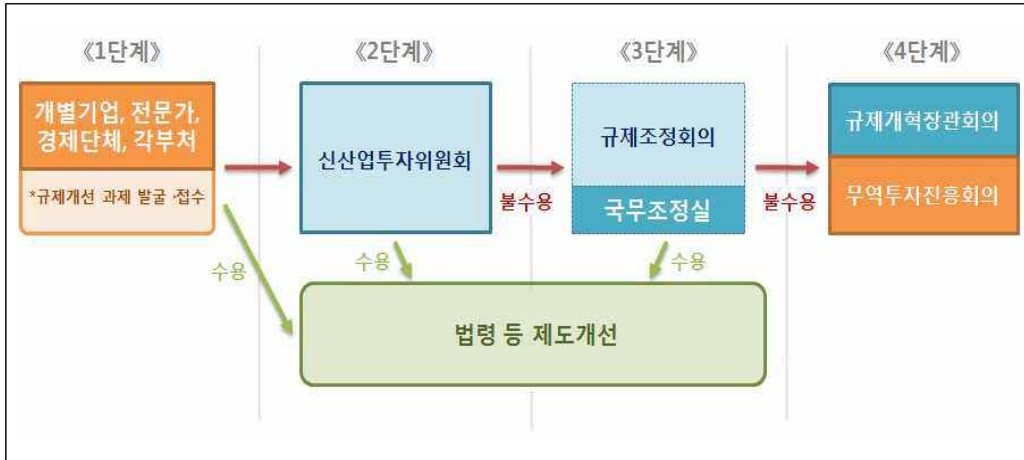 《1단계》
《2단계》
《3단계》
《4단계》
개별기업, 전문가,
경제단체, 각부처
*규제개선 과제 발굴·접수
신산업투자위원회
불수용
규제조정회의
국무조정실
불수용
규제개혁장관회의
무역투자진흥회의
수용
수용
수용
법령 등 제도개선